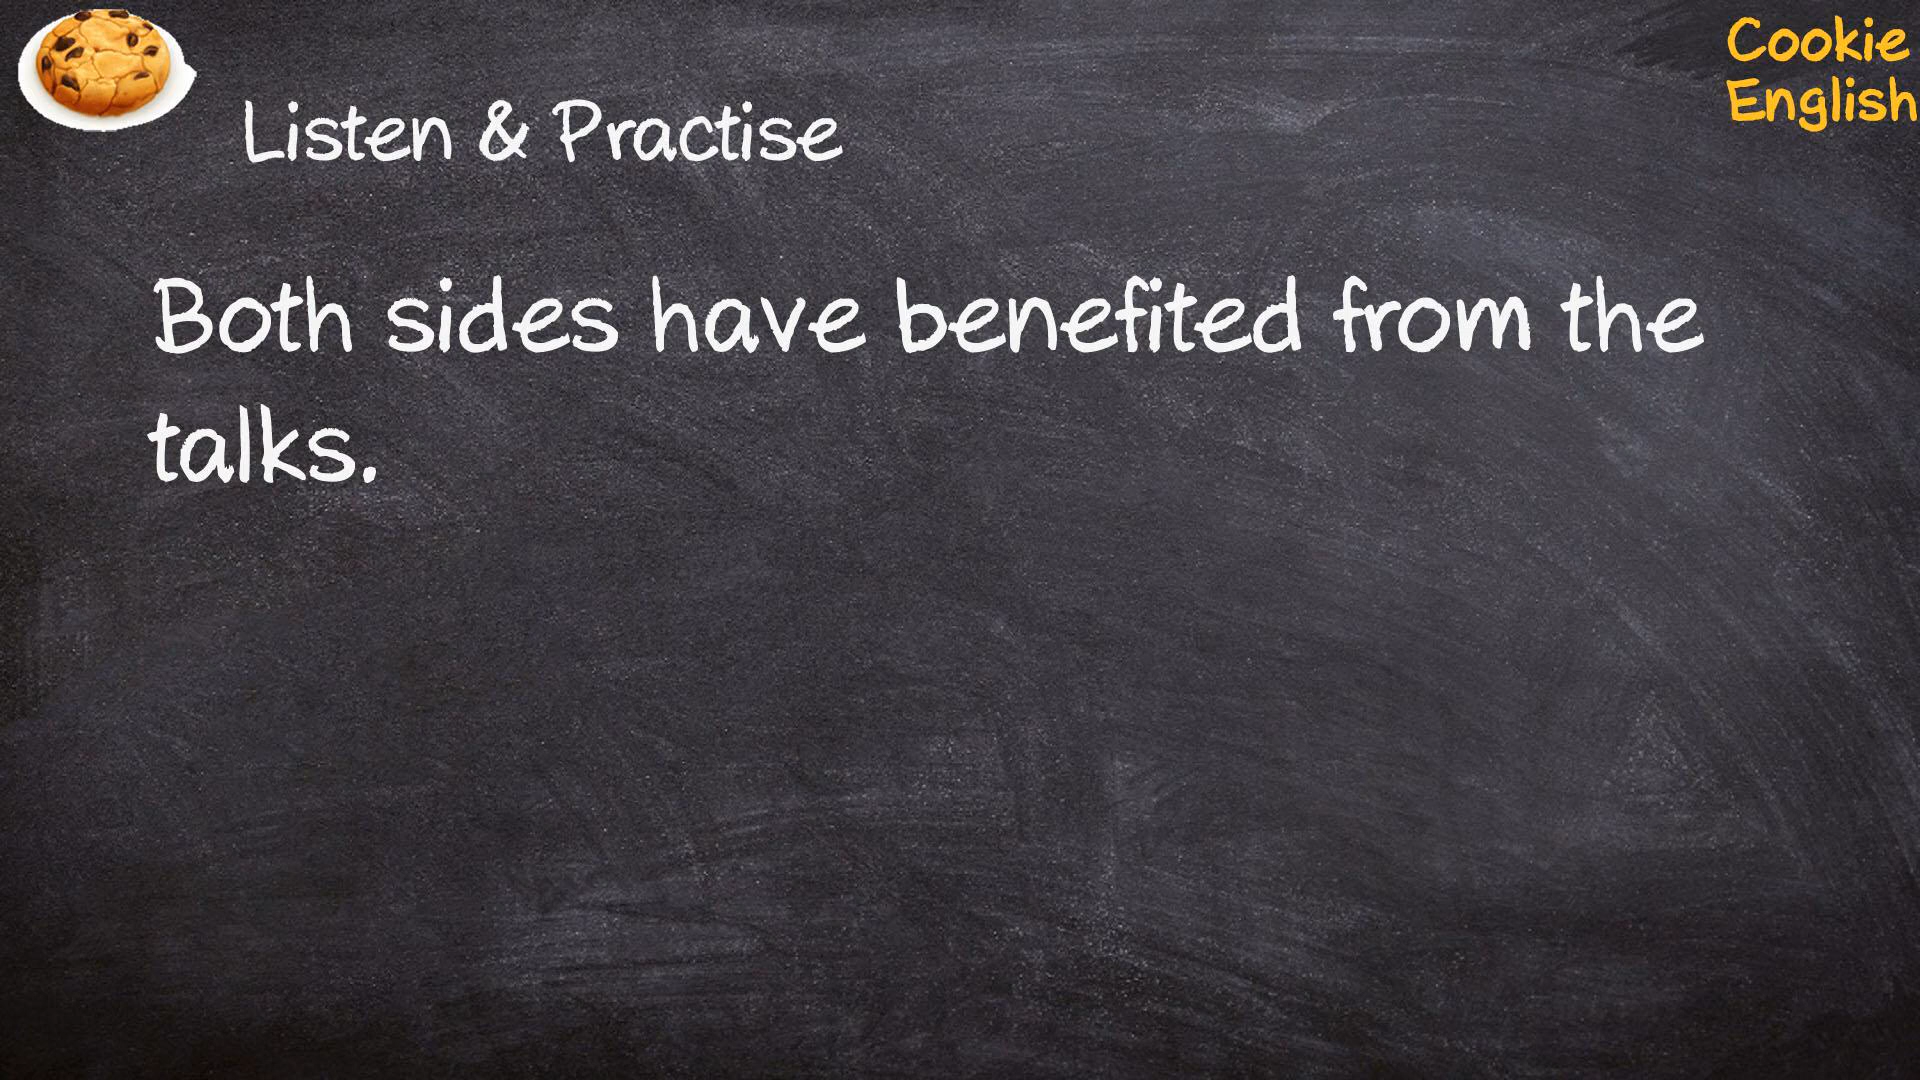 Cookie
English
Listen & Practise
Both sides have benefited from the
talks.